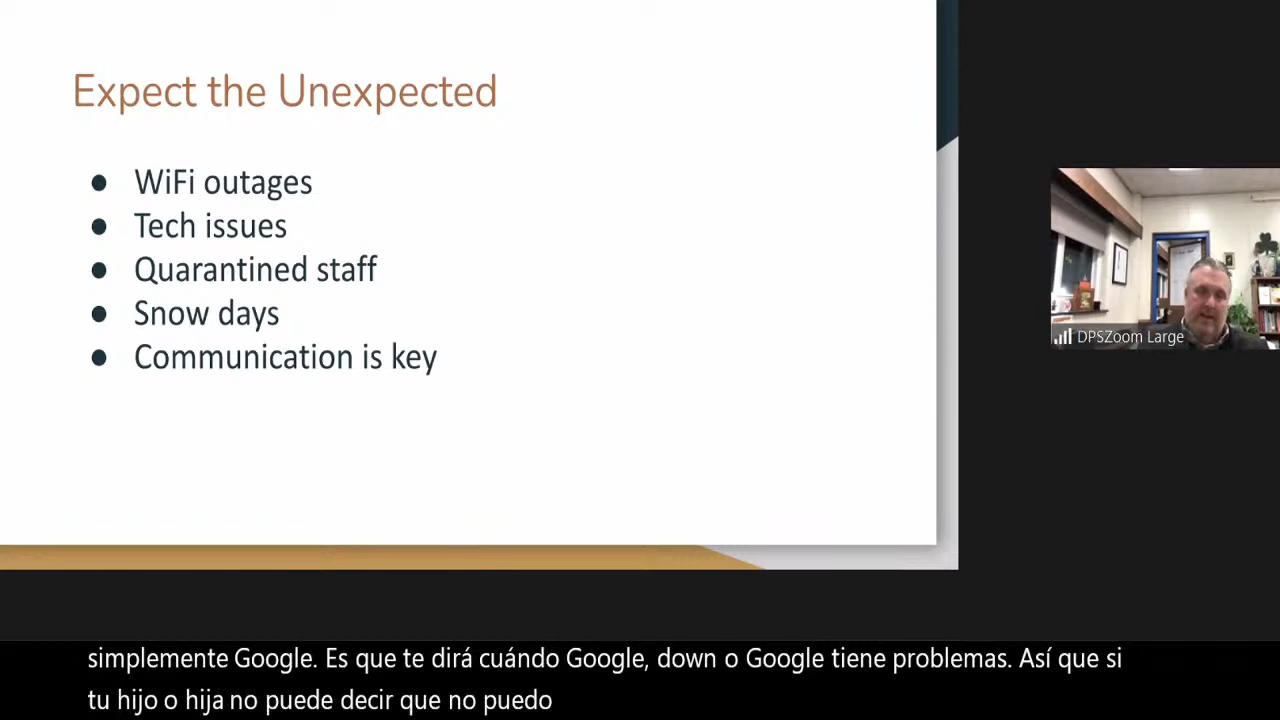 Expect the Unexpected
● WiFi outages
● Tech issues
● Quarantined staff
● Snow days
● Communication is key
DPSZoom Large
simplemente Google. Es que te dirá cuándo Google, down o Google tiene problemas. Así que si
tu hijo o hija no puede decir que no puedo